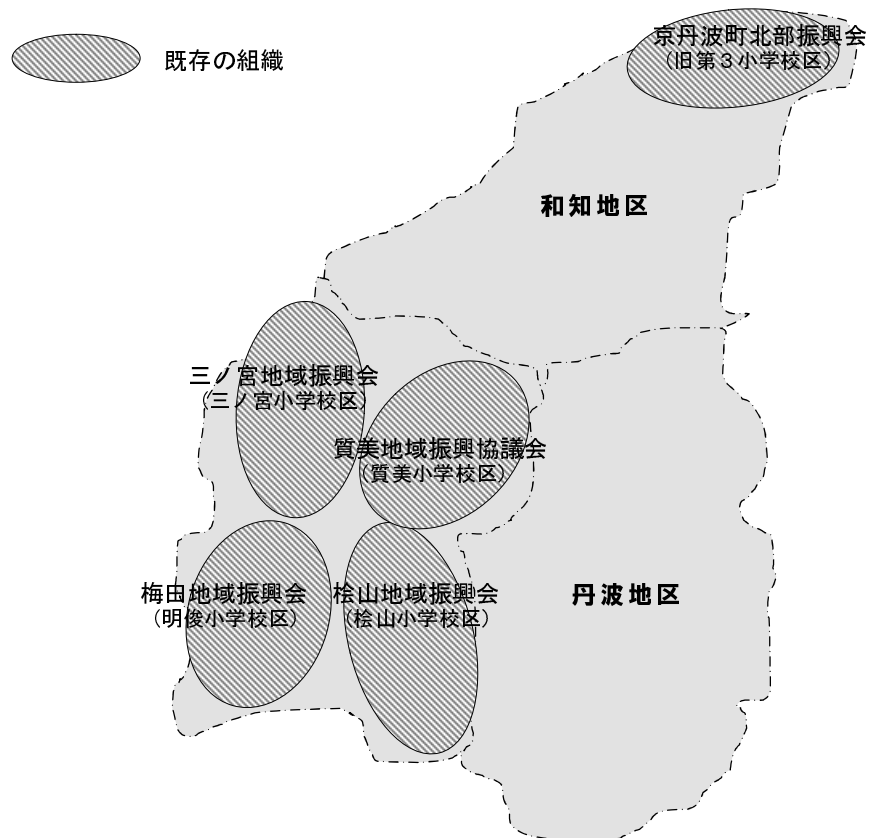 京丹波町北部振興会
（旧第３小学校区）
既存の組織
和知地区
三ノ宮地域振興会
（三ノ宮小学校区）
質美地域振興協議会
（質美小学校区）
梅田地域振興会
（明俊小学校区）
桧山地域振興会
（桧山小学校区）
丹波地区